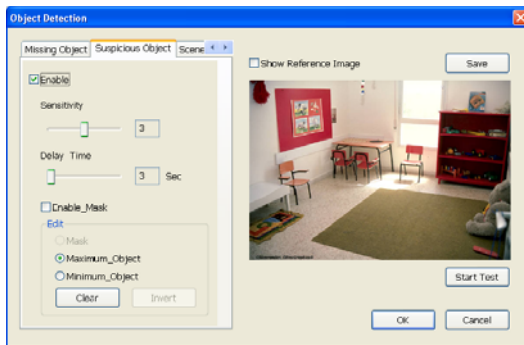 Object Detection
Missing Object
Suspicious Object
Scene
Enable
Sensitivity
3
Delay Time
3 Sec
Enable_Mask
Edit
Mask
Maximum_Object
Minimum_Object
Clear
Invert
Show Reference Image
Save
Start Test
OK
Cancel